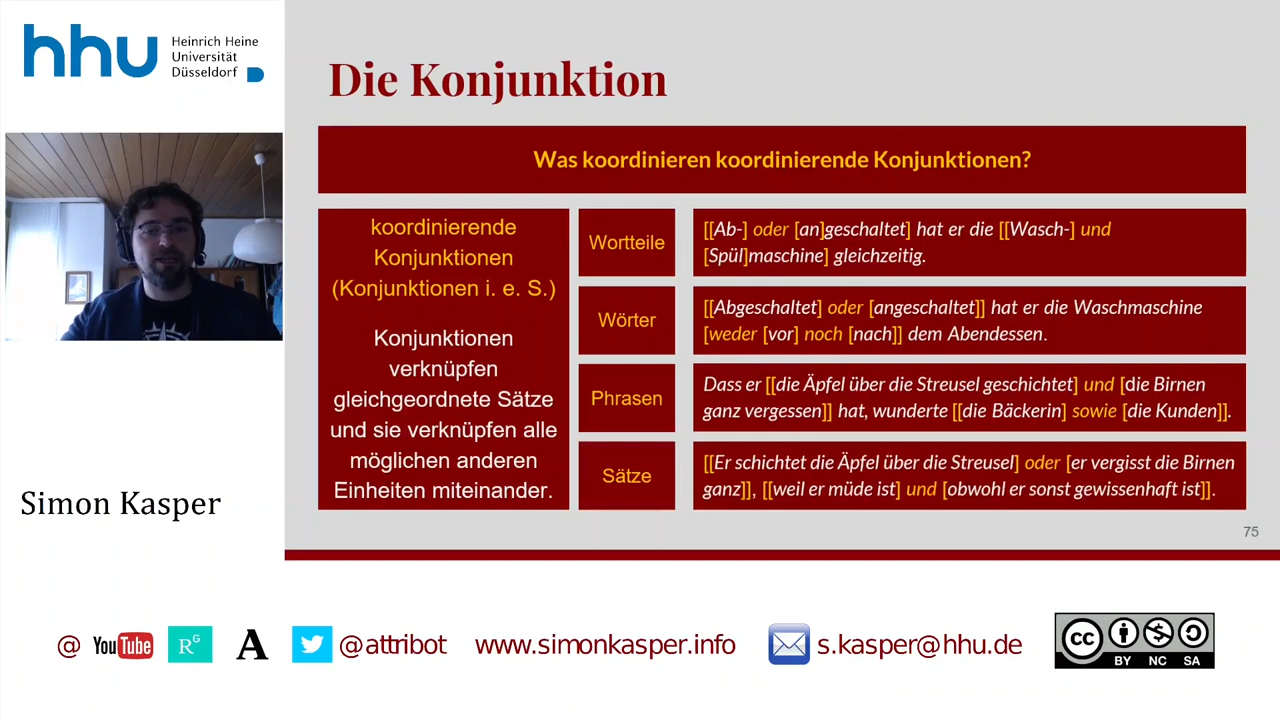 hhu
Heinrich Heine
Universität
Düsseldorf
Die Konjunktion
Was koordinieren koordinierende Konjunktionen?
koordinierende
Konjunktionen
(Konjunktionen i. e. S.)
Konjunktionen
verknüpfen
gleichgeordnete Sätze
und sie verknüpfen alle
möglichen anderen
Einheiten miteinander.
Wortteile
[[Ab-] oder [an]geschaltet] hat er die [[Wasch-] und
[Spül]maschine] gleichzeitig.
Wörter
[[Abgeschaltet] oder [angeschaltet]] hat er die Waschmaschine
[weder [vor] noch [nach]] dem Abendessen.
Phrasen
Dass er [[die Äpfel über die Streusel geschichtet] und [die Birnen
ganz vergessen]] hat, wunderte [[die Bäckerin] sowie [die Kunden]].
Sätze
[[Er schichtet die Äpfel über die Streusel] oder [er vergisst die Birnen
ganz]], [[weil er müde ist] und [obwohl er sonst gewissenhaft ist]].
75
Simon Kasper
@ YouTube RG A @attribot www.simonkasper.info s.kasper@hhu.de
cc BY NC SA